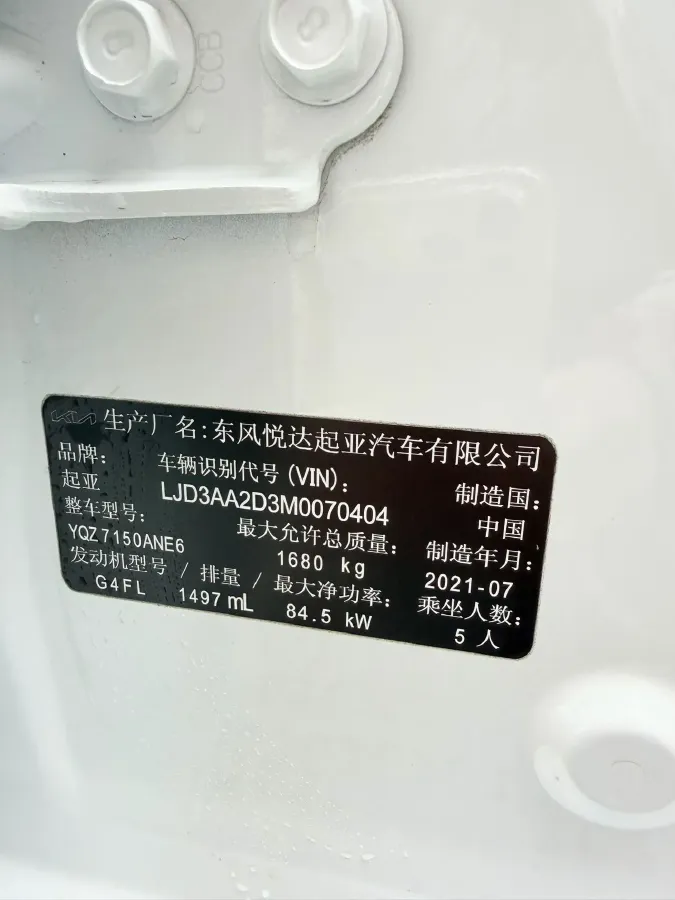 KIA 生产厂名:东风悦达起亚汽车有限公司
品牌: 车辆识别代号(VIN): 制造国:
起亚 LJD3AA2D3M0070404 中国
整车型号: 最大允许总质量: 制造年月:
YQZ7150ANE6 1680 kg 2021-07
发动机型号 / 排量 / 最大净功率: 乘坐人数:
G4FL 1497 mL 84.5 kW 5 人